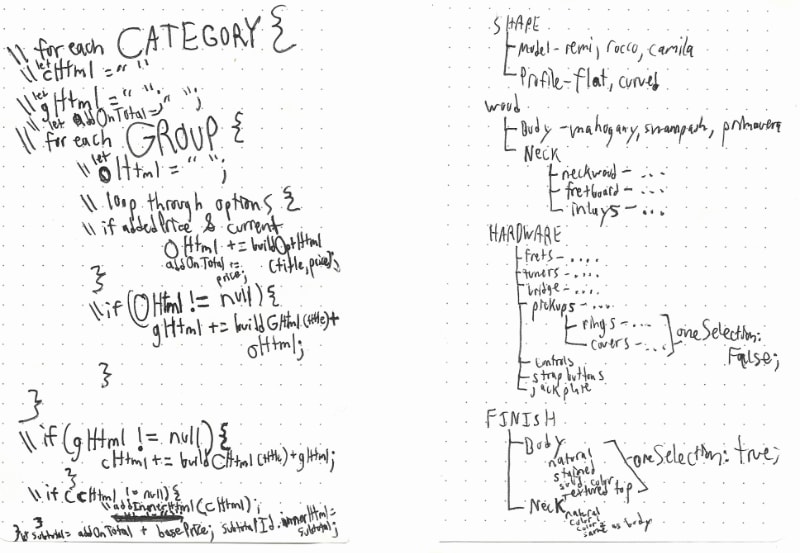 \\ for each CATEGORY {
\\ let cHtml = " "
\\ let gHtml = " ";
\\ let addOnTotal = " ";
\\ for each GROUP {
\\ let oHtml = " ";
\\ loop through options {
\\ if addedPrice & current
oHtml += buildOptHtml
(title, price);
addOnTotal +=
price;
}
\\ if (OHtml != null) {
gHtml += buildGHtml(title) +
oHtml;
}
}
\\ if (gHtml != null) {
cHtml += buildCHtml(title) + gHtml;
}
\\ if (cHtml != null) {
\\ addInnerHtml(cHtml);
}
subtotal = addOnTotal + basePrice; subtotalId.innerHtml =
subtotal;
SHAPE
Model - remi, rocco, camila
Profile - flat, curved
WOOD
Body - mahogany, swampash, primavera
NECK
neckwood - ...
fretboard - ...
inlays - ...
HARDWARE
frets - ....
tuners - ....
bridge - ....
pickups - ....
rings - ...
covers - ...
oneSelection:
False;
controls
strap buttons
jack plate
FINISH
Body
natural
stained
solid color
textured top
oneSelection: true;
Neck
natural
color
same as body